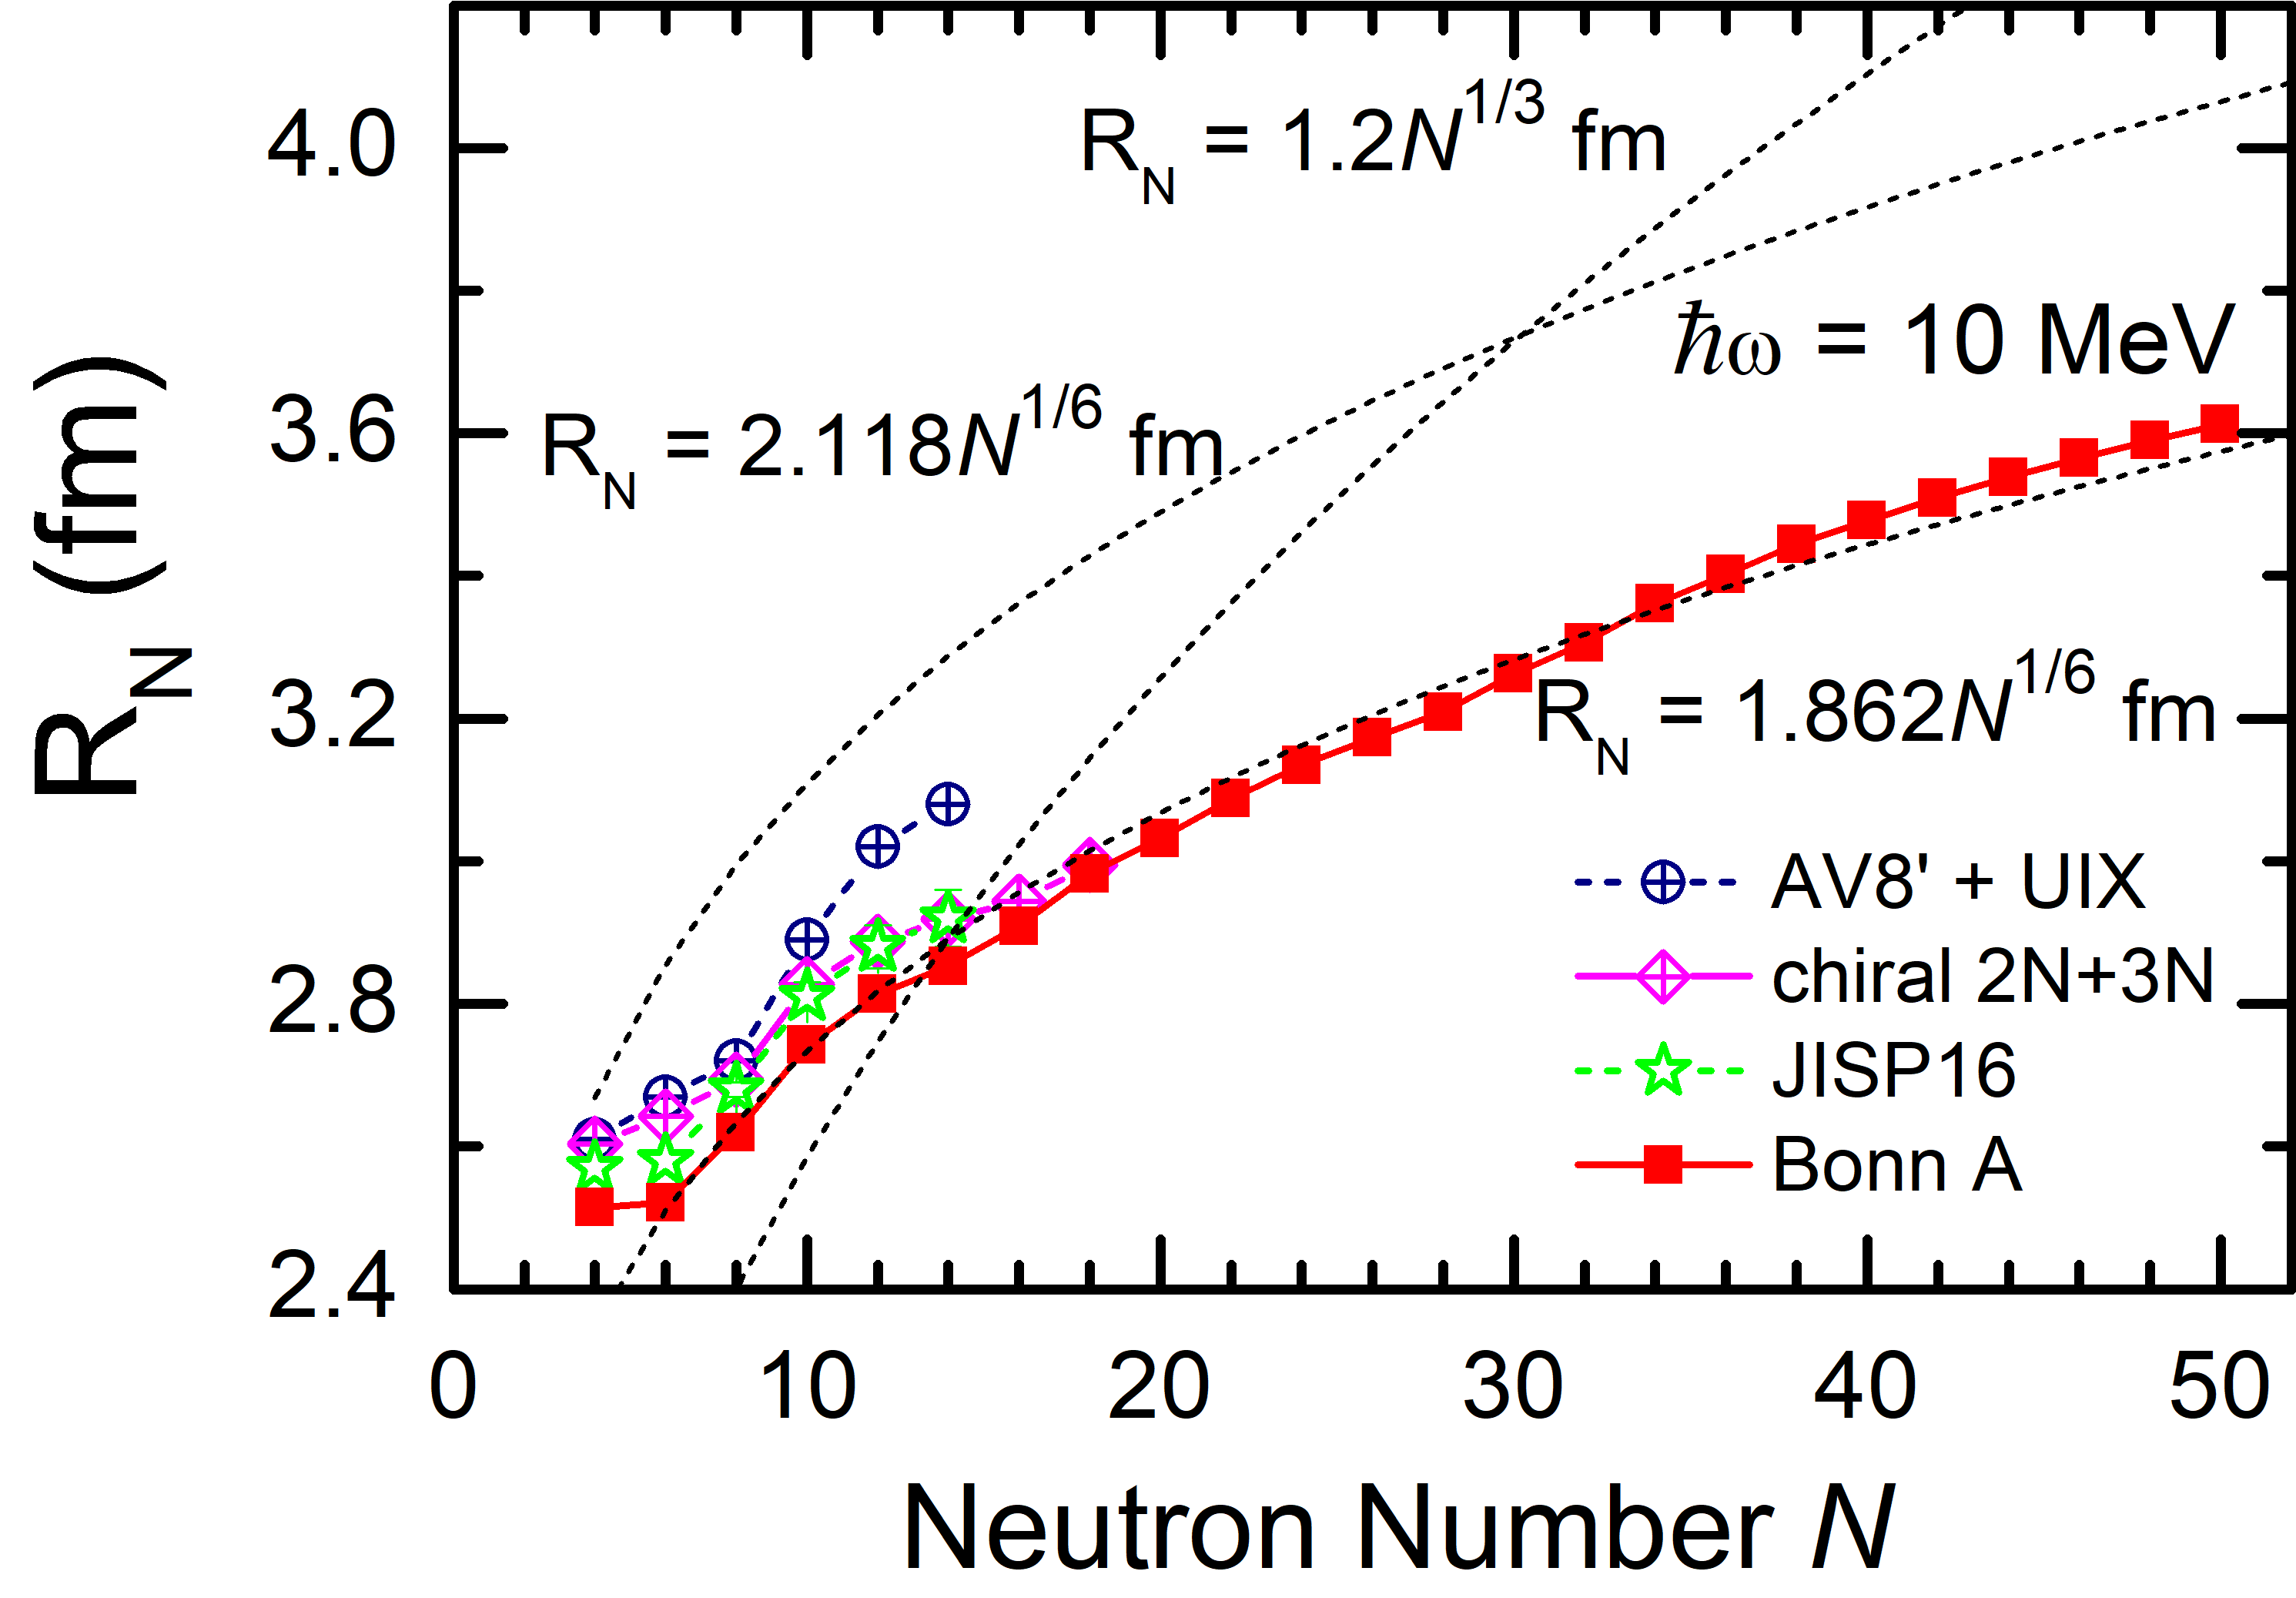 R_N = 1.2N^{1/3} fm
4.0
ħω = 10 MeV
3.6
R_N = 2.118N^{1/6} fm
R_N (fm)
3.2
R_N = 1.862N^{1/6} fm
AV8' + UIX
chiral 2N+3N
2.8
JISP16
Bonn A
2.4
0 10 20 30 40 50
Neutron Number N